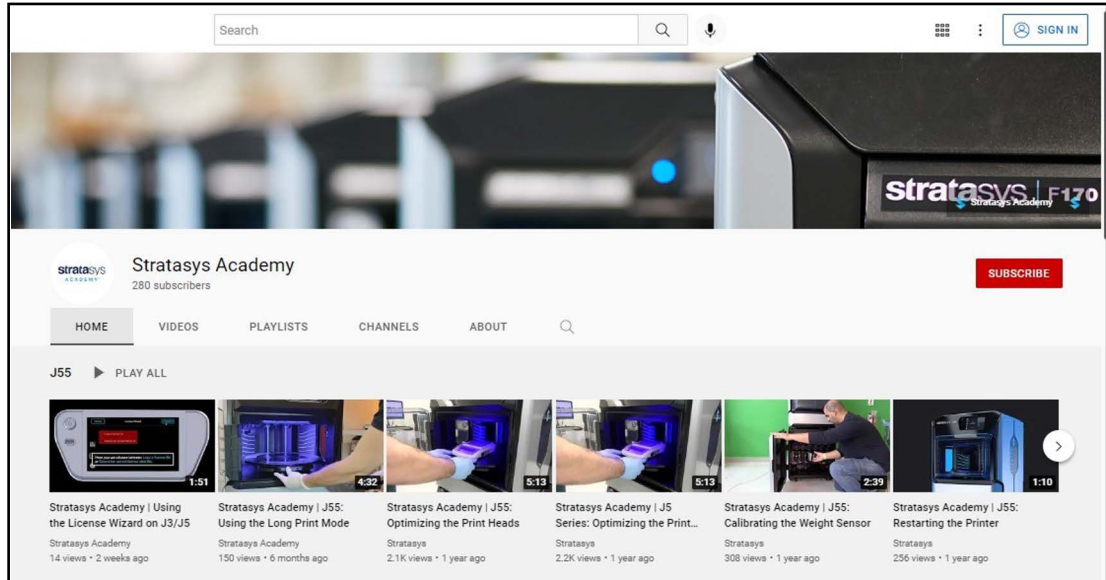 Search
SIGN IN
stratasys F170
Stratasys Academy
stratasys
ACADEMY
Stratasys Academy
280 subscribers
SUBSCRIBE
HOME
VIDEOS
PLAYLISTS
CHANNELS
ABOUT
J55
PLAY ALL
1:51
4:32
5:13
5:13
2:39
1:10
Stratasys Academy | Using
the License Wizard on J3/J5
Stratasys Academy
14 views • 2 weeks ago
Stratasys Academy | J55:
Using the Long Print Mode
Stratasys Academy
150 views • 6 months ago
Stratasys Academy | J55:
Optimizing the Print Heads
Stratasys
2.1K views • 1 year ago
Stratasys Academy | J5
Series: Optimizing the Print...
Stratasys
2.2K views • 1 year ago
Stratasys Academy | J55:
Calibrating the Weight Sensor
Stratasys
308 views • 1 year ago
Stratasys Academy | J55:
Restarting the Printer
Stratasys
256 views • 1 year ago